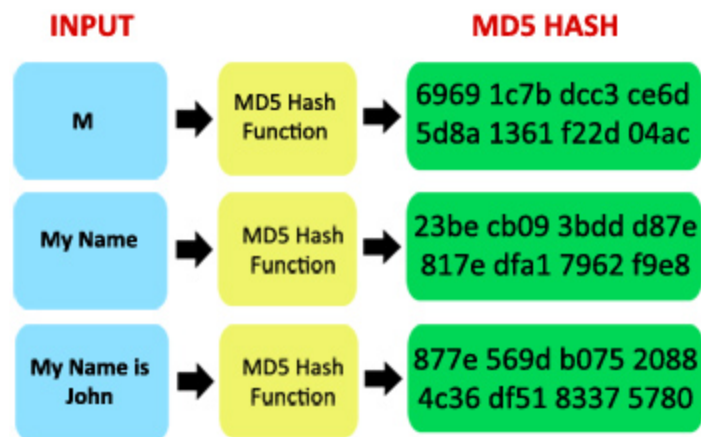 INPUT
MD5 HASH
M
MD5 Hash
Function
6969 1c7b dcc3 ce6d
5d8a 1361 f22d 04ac
My Name
MD5 Hash
Function
23be cb09 3bdd d87e
817e dfa1 7962 f9e8
My Name is
John
MD5 Hash
Function
877e 569d b075 2088
4c36 df51 8337 5780